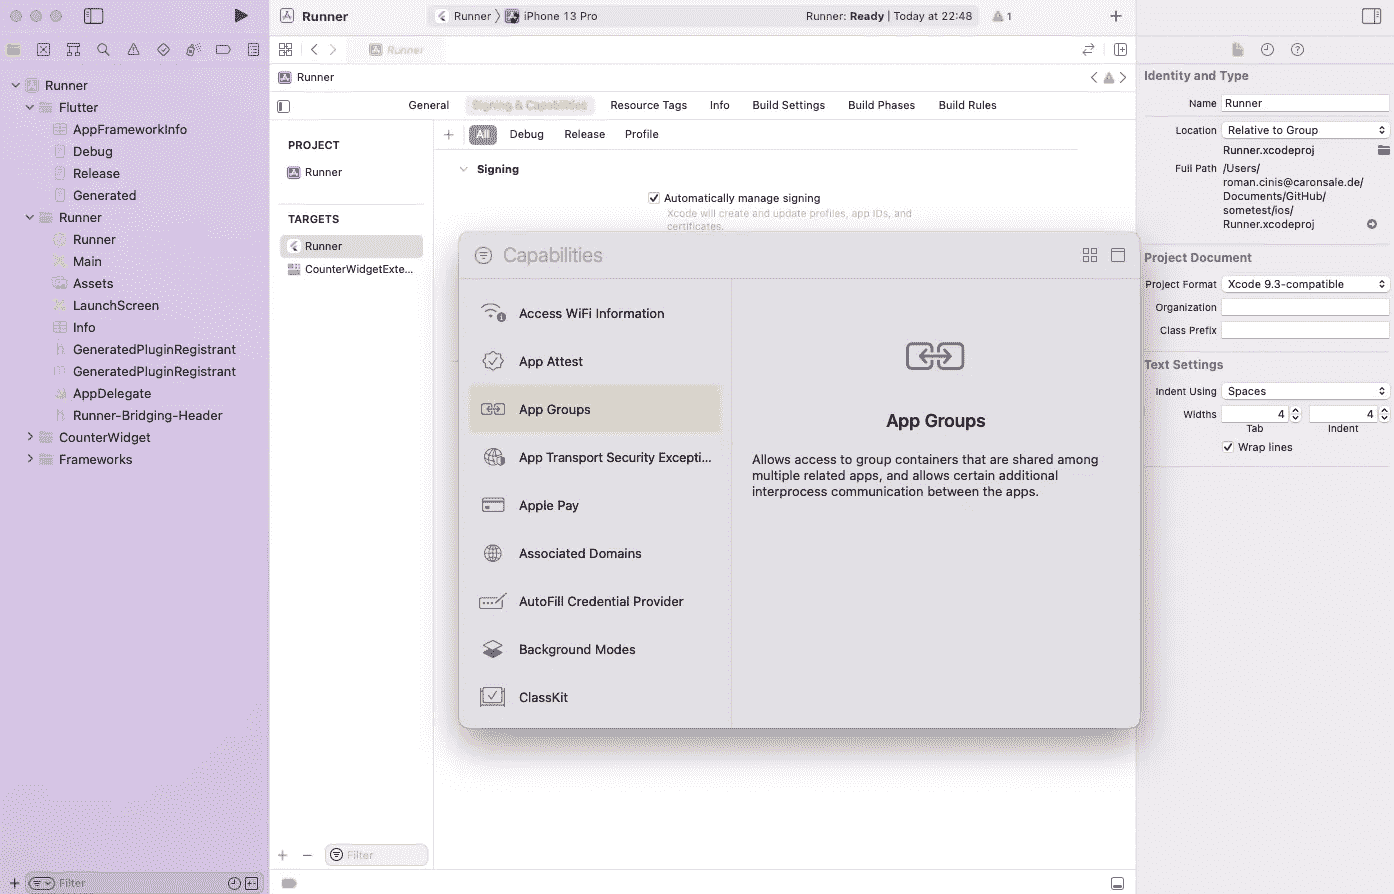 Runner
Runner 〉 iPhone 13 Pro
Runner: Ready | Today at 22:48
1
Runner
Runner
Identity and Type
Name Runner
Location Relative to Group
Runner.xcodeproj
Full Path /Users/
roman.cinis@caronsale.de/
Documents/GitHub/
sometest/ios/
Runner.xcodeproj
Project Document
Project Format Xcode 9.3-compatible
Organization
Class Prefix
Text Settings
Indent Using Spaces
Widths 4 4
Tab Indent
Wrap lines
Runner
Flutter
AppFrameworkInfo
Debug
Release
Generated
Runner
Runner
Main
Assets
LaunchScreen
Info
GeneratedPluginRegistrant
GeneratedPluginRegistrant
AppDelegate
Runner-Bridging-Header
CounterWidget
Frameworks
Filter
General Signing & Capabilities Resource Tags Info Build Settings Build Phases Build Rules
PROJECT
Runner
TARGETS
Runner
CounterWidgetExte...
Filter
All Debug Release Profile
Signing
Automatically manage signing
Xcode will create and update profiles, app IDs, and
certificates.
Capabilities
Access WiFi Information
App Attest
App Groups
App Transport Security Excepti...
Apple Pay
Associated Domains
AutoFill Credential Provider
Background Modes
ClassKit
App Groups
Allows access to group containers that are shared among
multiple related apps, and allows certain additional
interprocess communication between the apps.